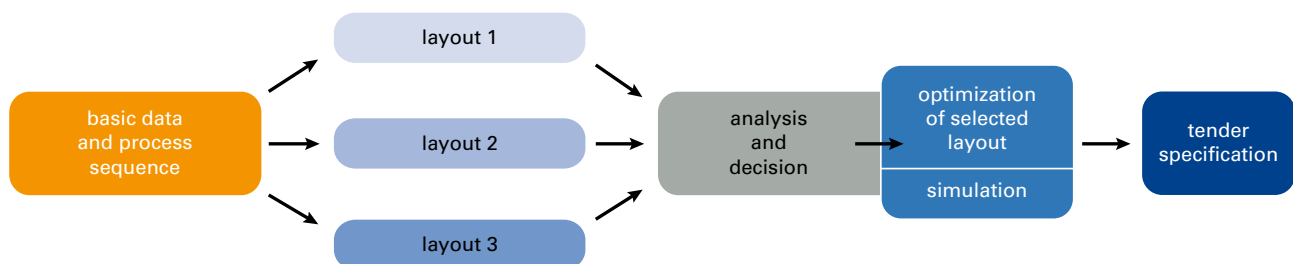 basic data
and process
sequence
layout 1
layout 2
layout 3
analysis
and
decision
optimization
of selected
layout
simulation
tender
specification